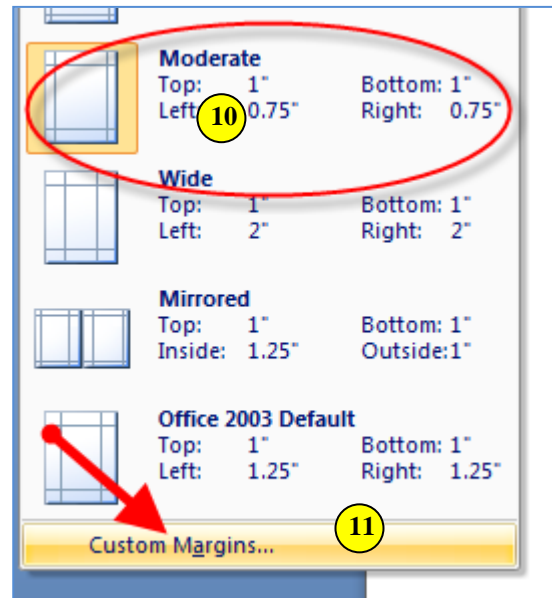 Moderate
Top: 1" Bottom: 1"
Left: 10 0.75" Right: 0.75"
Wide
Top: 1" Bottom: 1"
Left: 2" Right: 2"
Mirrored
Top: 1" Bottom: 1"
Inside: 1.25" Outside:1"
Office 2003 Default
Top: 1" Bottom: 1"
Left: 1.25" Right: 1.25"
Custom Margins... 11